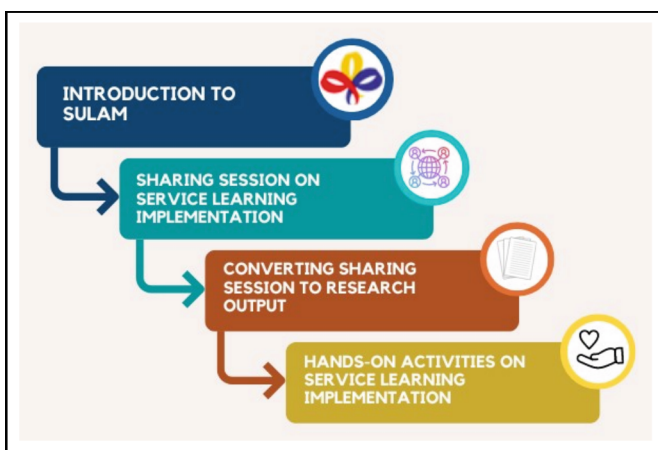 INTRODUCTION TO
SULAM
SHARING SESSION ON
SERVICE LEARNING
IMPLEMENTATION
CONVERTING SHARING
SESSION TO RESEARCH
OUTPUT
HANDS-ON ACTIVITIES ON
SERVICE LEARNING
IMPLEMENTATION